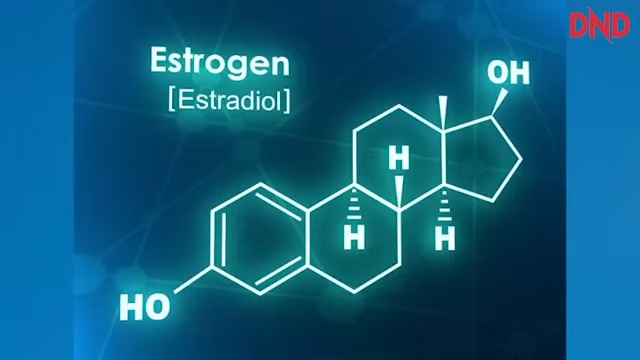 DND
Estrogen
[Estradiol]
OH
H
H
H
HO